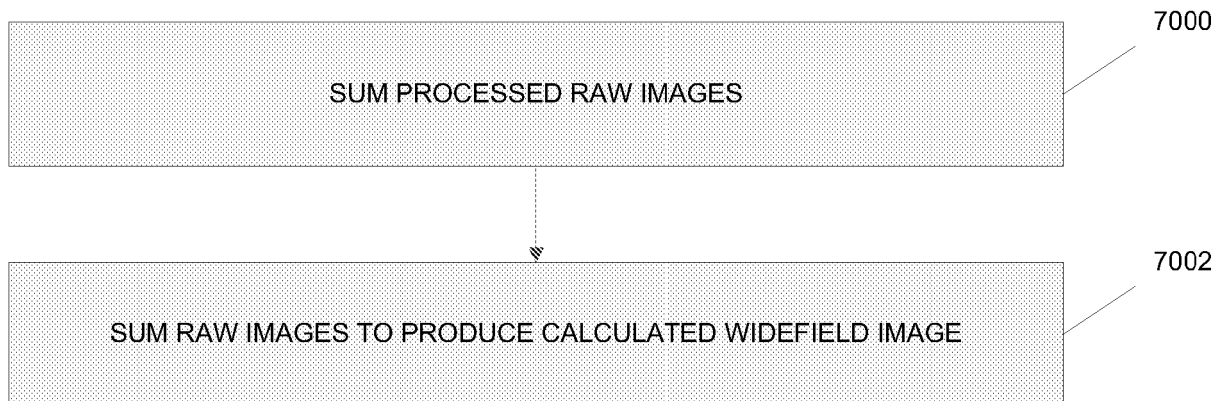 7000
SUM PROCESSED RAW IMAGES
7002
SUM RAW IMAGES TO PRODUCE CALCULATED WIDEFIELD IMAGE